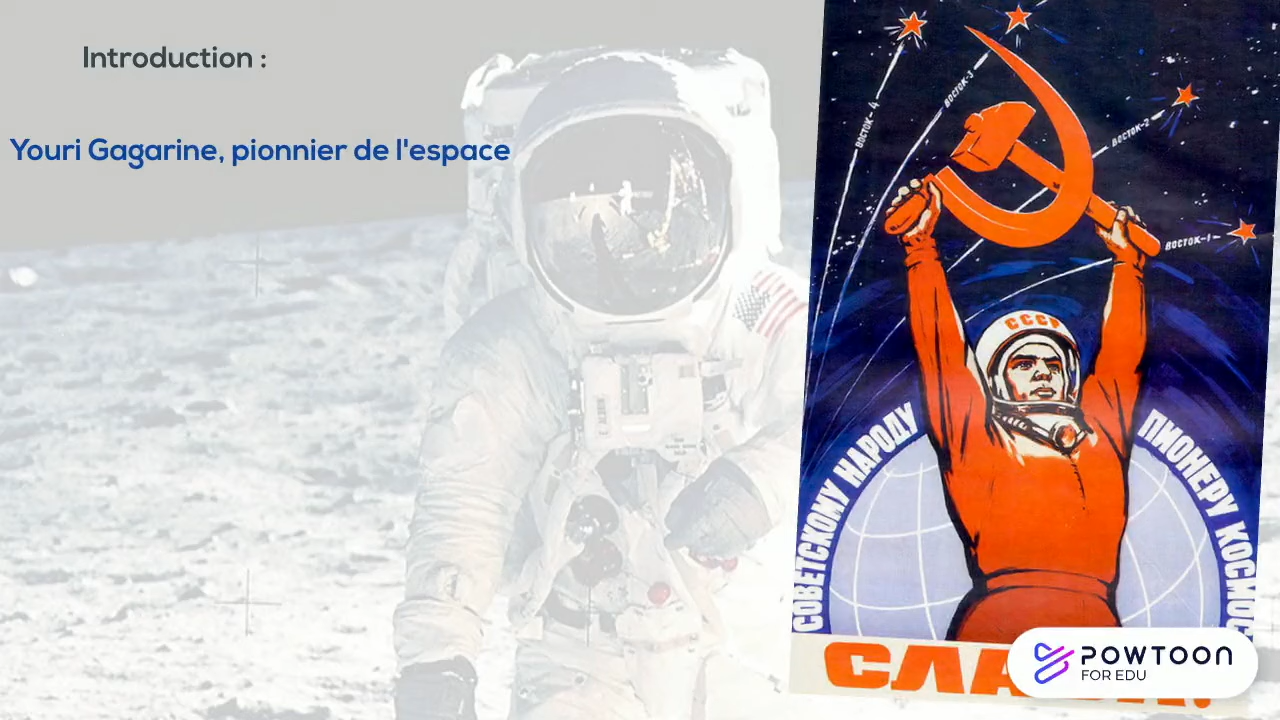 Introduction :
Youri Gagarine, pionnier de l'espace
ВОСТОК-4
ВОСТОК-3
ВОСТОК-2
ВОСТОК-1
СССР
СОВЕТСКОМУ НАРОДУ
ПИОНЕРУ КОСМОС
POWTOON
FOR EDU